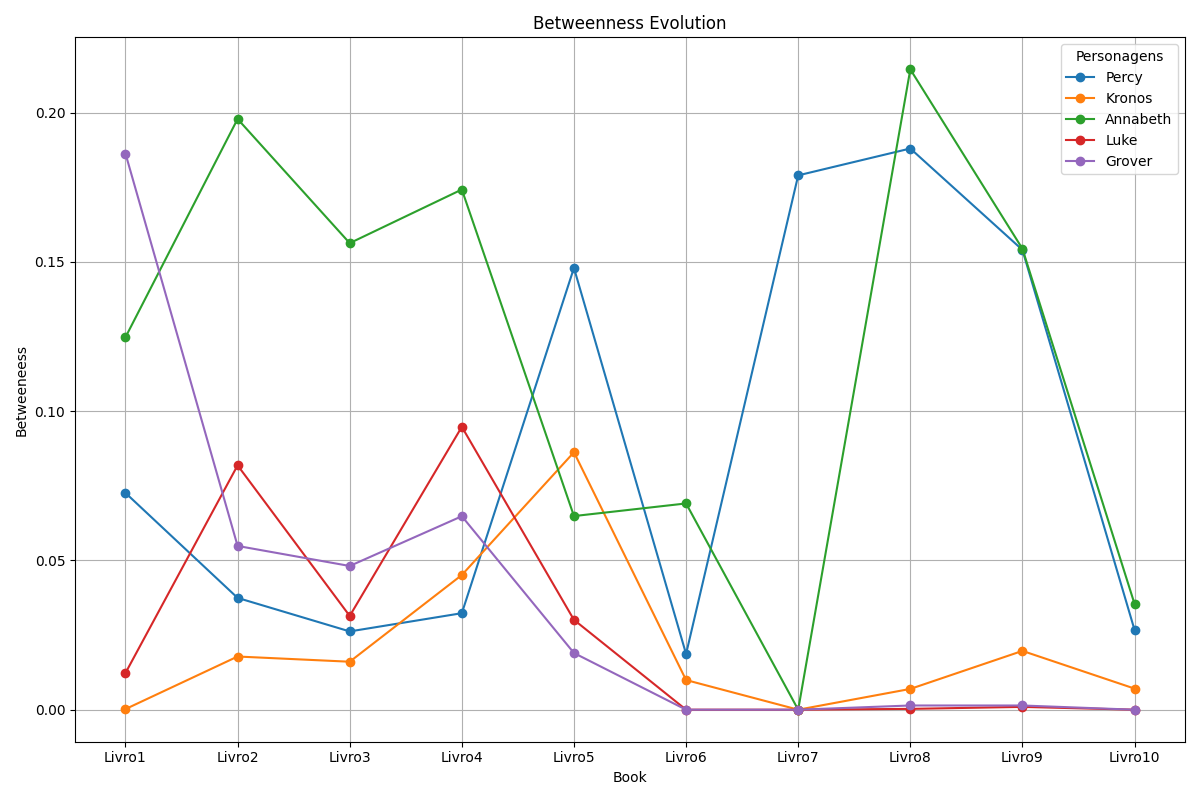 Betweenness Evolution
Personagens
Percy
Kronos
Annabeth
Luke
Grover
Betweeneess
0.20
0.15
0.10
0.05
0.00
Livro1 Livro2 Livro3 Livro4 Livro5 Livro6 Livro7 Livro8 Livro9 Livro10
Book